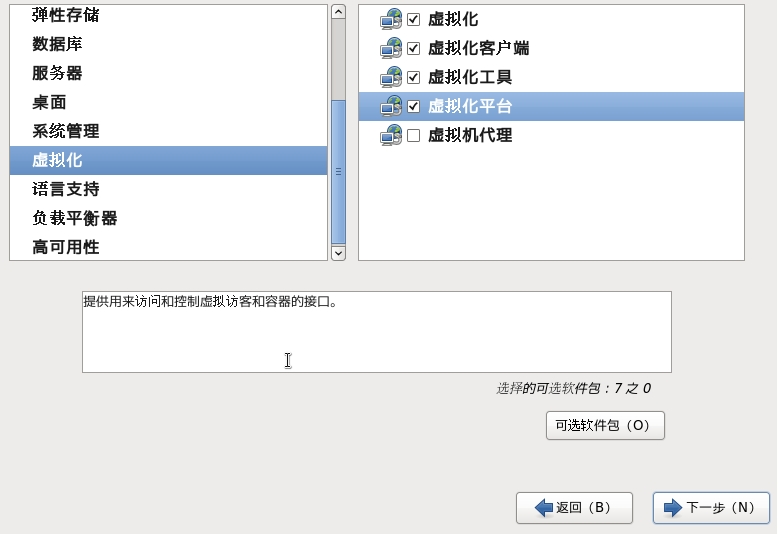 弹性存储
数据库
服务器
桌面
系统管理
虚拟化
语言支持
负载平衡器
高可用性
虚拟化
虚拟化客户端
虚拟化工具
虚拟化平台
虚拟机代理
提供用来访问和控制虚拟访客和容器的接口。
选择的可选软件包：7 之 0
可选软件包（O）
返回（B）
下一步（N）